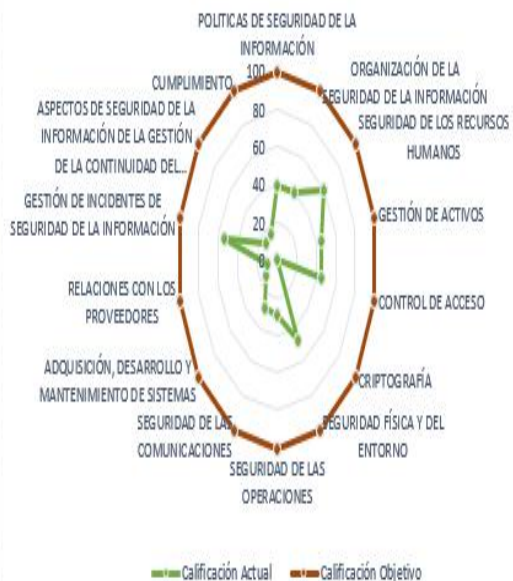 POLITICAS DE SEGURIDAD DE LA
INFORMACIÓN
ORGANIZACIÓN DE LA
SEGURIDAD DE LA INFORMACIÓN
SEGURIDAD DE LOS RECURSOS
HUMANOS
GESTIÓN DE ACTIVOS
CONTROL DE ACCESO
CRIPTOGRAFÍA
SEGURIDAD FÍSICA Y DEL
ENTORNO
SEGURIDAD DE LAS
OPERACIONES
SEGURIDAD DE LAS
COMUNICACIONES
ADQUISICIÓN, DESARROLLO Y
MANTENIMIENTO DE SISTEMAS
RELACIONES CON LOS
PROVEEDORES
GESTIÓN DE INCIDENTES DE
SEGURIDAD DE LA INFORMACIÓN
ASPECTOS DE SEGURIDAD DE LA
INFORMACIÓN DE LA GESTIÓN
DE LA CONTINUIDAD DEL...
CUMPLIMIENTO
100
80
60
40
20
0
Calificación Actual
Calificación Objetivo